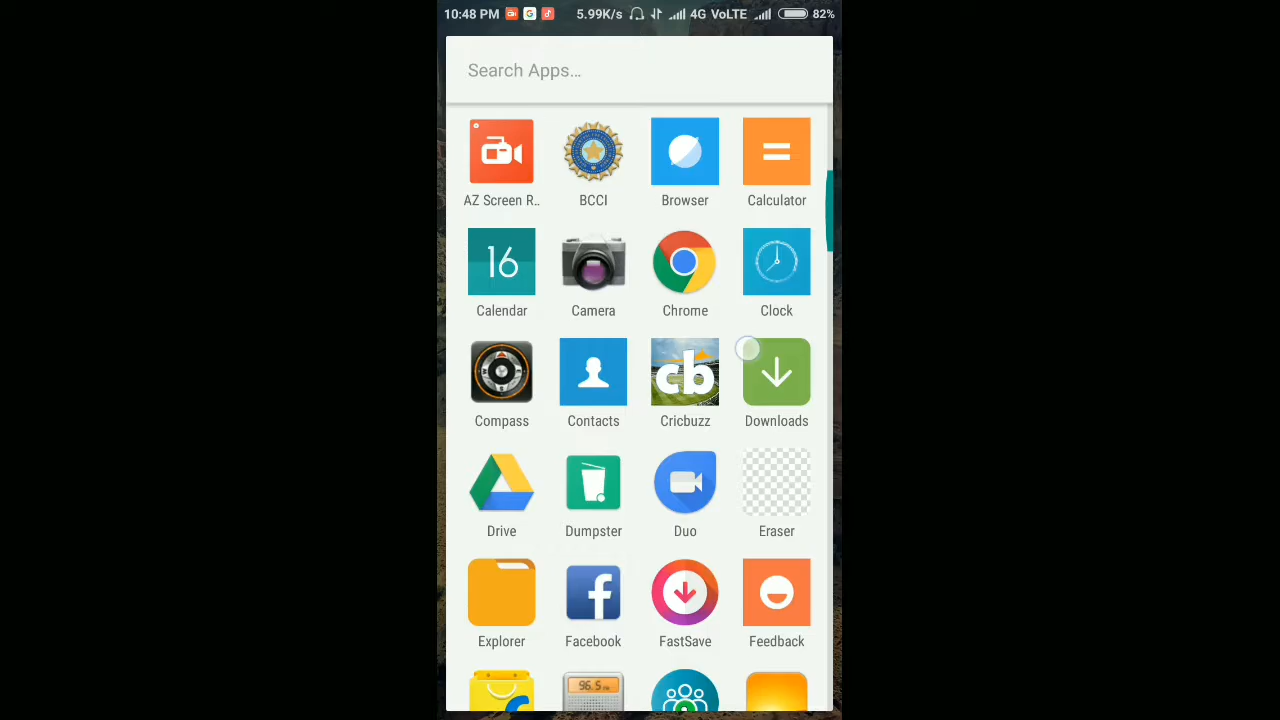 10:48 PM 5.99K/s 4G VoLTE 82%
Search Apps...
AZ Screen R.. BCCI Browser Calculator
16
Calendar Camera Chrome Clock
cb
Compass Contacts Cricbuzz Downloads
Drive Dumpster Duo Eraser
Explorer Facebook FastSave Feedback
96.5